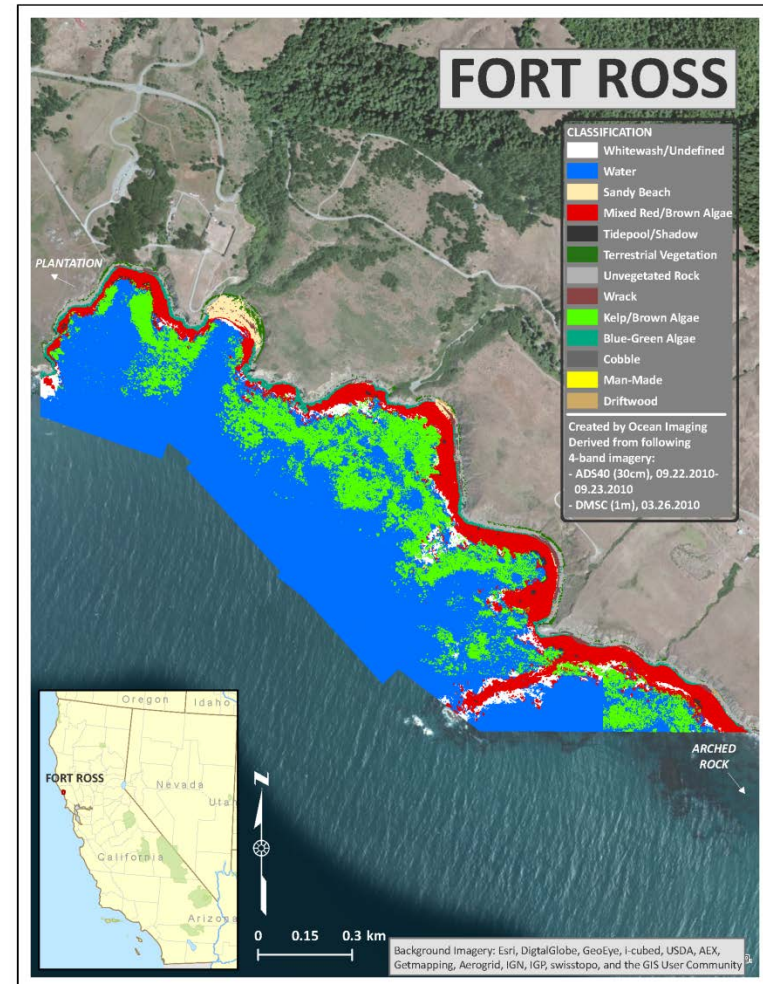 FORT ROSS
CLASSIFICATION
Whitewash/Undefined
Water
Sandy Beach
Mixed Red/Brown Algae
Tidepool/Shadow
Terrestrial Vegetation
Unvegetated Rock
Wrack
Kelp/Brown Algae
Blue-Green Algae
Cobble
Man-Made
Driftwood
Created by Ocean Imaging
Derived from following
4-band imagery:
- ADS40 (30cm), 09.22.2010-
09.23.2010
- DMSC (1m), 03.26.2010
PLANTATION
ARCHED
ROCK
Oregon
Idaho
FORT ROSS
Nevada
Utah
California
Arizona
N
0 0.15 0.3 km
Background Imagery: Esri, DigtalGlobe, GeoEye, i-cubed, USDA, AEX,
Getmapping, Aerogrid, IGN, IGP, swisstopo, and the GIS User Community